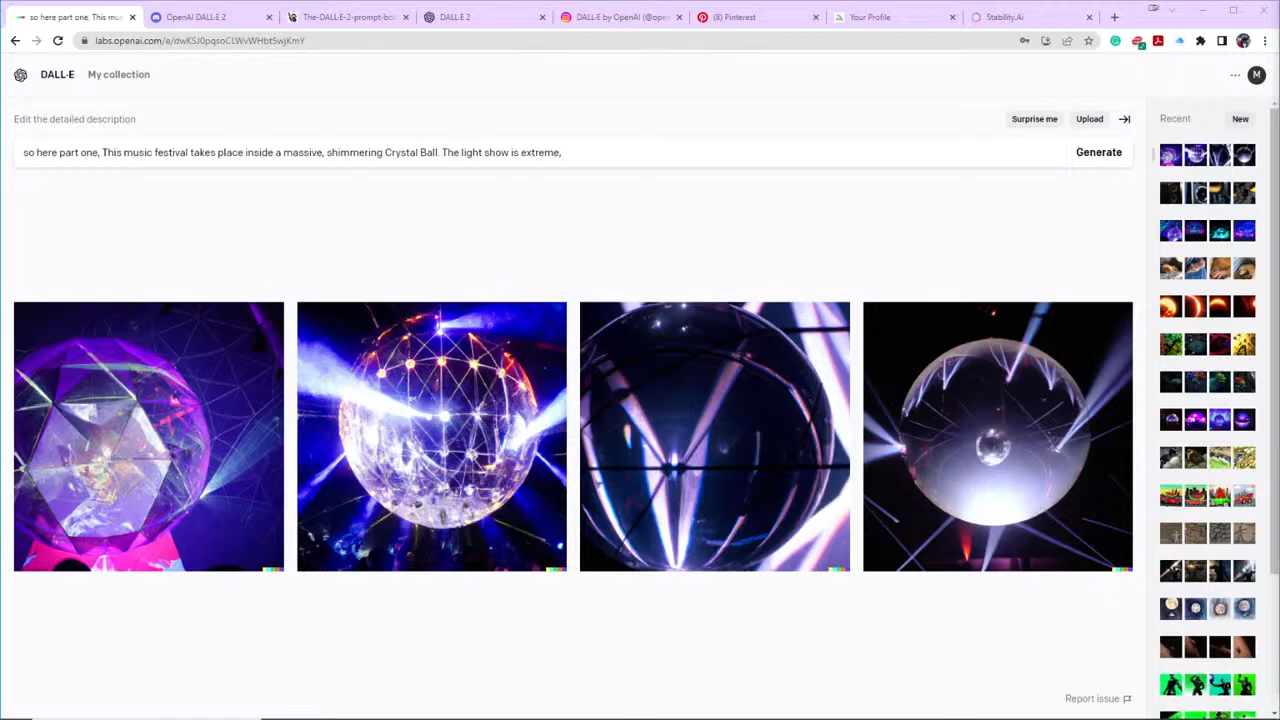 so here part one, This mus
OpenAI DALL·E 2
The-DALL·E-2-prompt-bo
DALL·E 2
DALL·E by OpenAI (@open
(8) Pinterest
Your Profile
Stability.Ai
labs.openai.com/e/dwKSJ0pqsoCLWvWHbt5wjKmY
DALL·E
My collection
M
Edit the detailed description
Surprise me
Upload
Recent
New
so here part one, This music festival takes place inside a massive, shimmering Crystal Ball. The light show is extreme,
Generate
Report issue